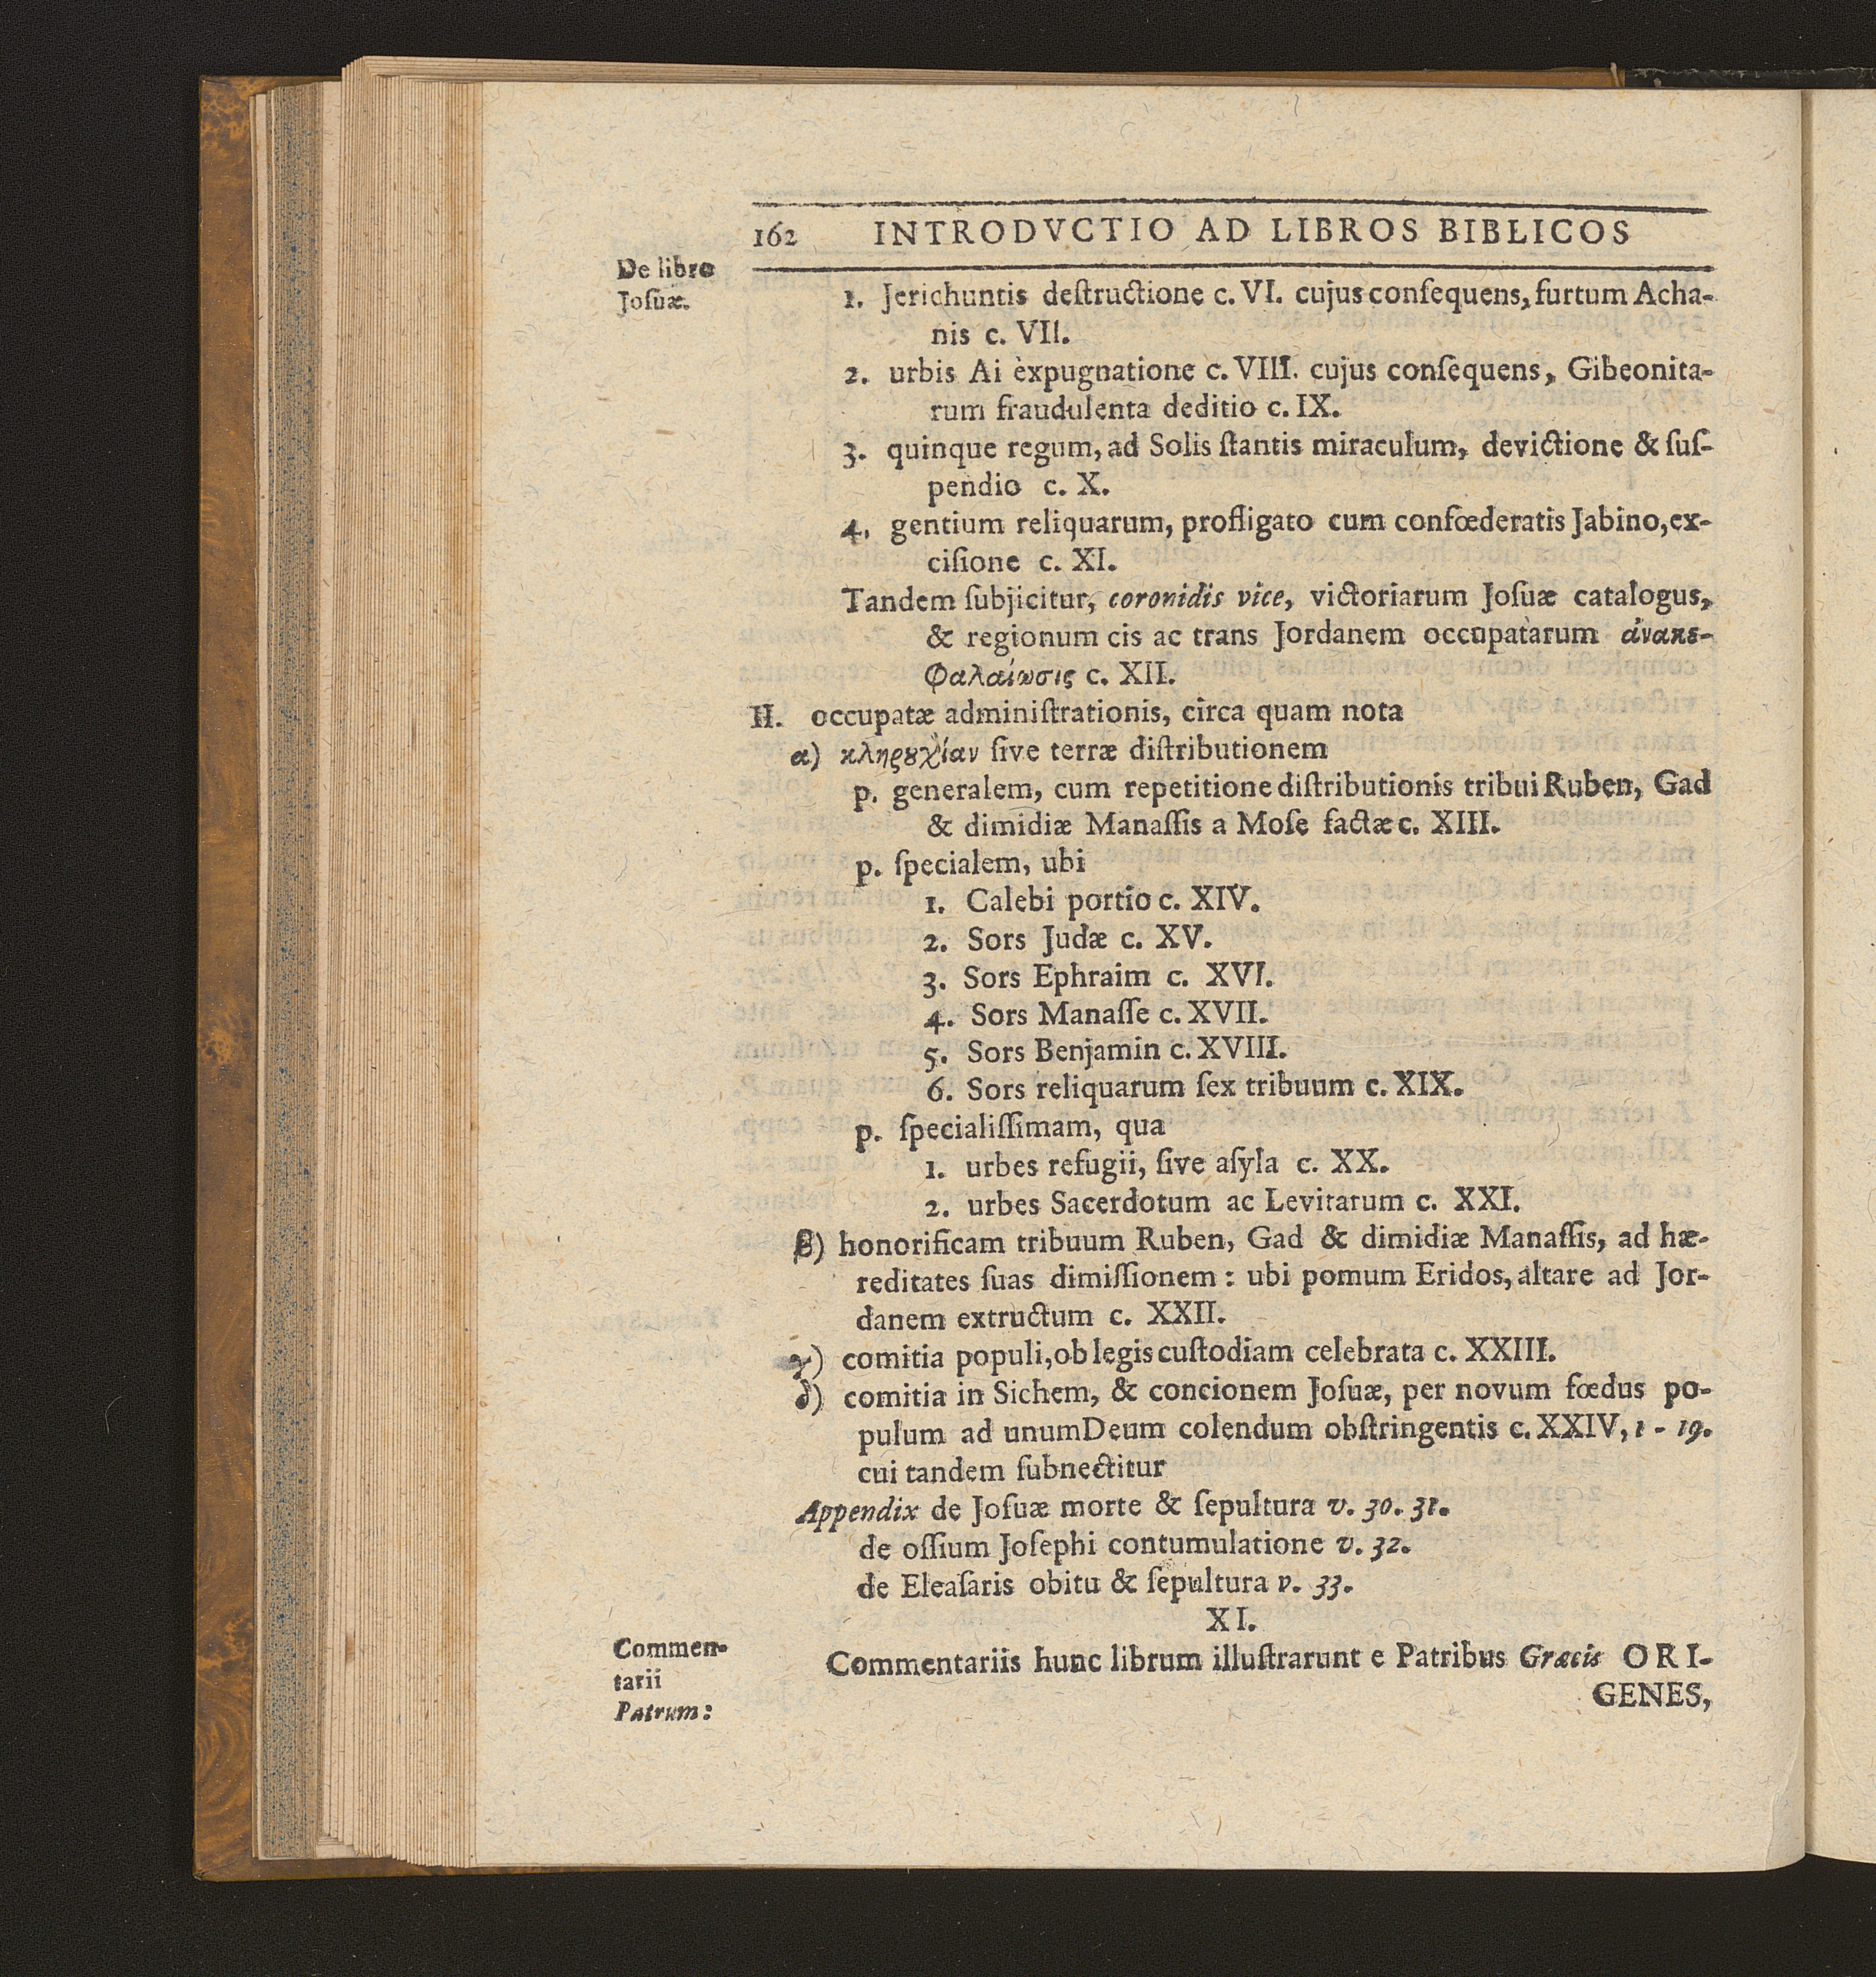 162 INTRODVCTIO AD LIBROS BIBLICOS
De libro
Joſuæ.
1. Jerichuntis deſtructione c. VI. cujus conſequens, furtum Acha-
nis c. VII.
2. urbis Ai expugnatione c. VIII. cujus conſequens, Gibeonita-
rum fraudulenta deditio c. IX.
3. quinque regum, ad Solis ſtantis miraculum, devictione & ſuſ-
pendio c. X.
4. gentium reliquarum, profligato cum confœderatis Jabino, ex-
ciſione c. XI.
Tandem ſubjicitur, coronidis vice, victoriarum Joſuæ catalogus,
& regionum cis ac trans Jordanem occupatarum ἀνακε-
φαλαίωσις c. XII.
II. occupatæ adminiſtrationis, circa quam nota
α) κληρȣχίαν ſive terræ diſtributionem
p. generalem, cum repetitione diſtributionis tribui Ruben, Gad
& dimidiæ Manaſſis a Moſe factæ c. XIII.
p. ſpecialem, ubi
1. Calebi portio c. XIV.
2. Sors Judæ c. XV.
3. Sors Ephraim c. XVI.
4. Sors Manaſſe c. XVII.
5. Sors Benjamin c. XVIII.
6. Sors reliquarum ſex tribuum c. XIX.
p. ſpecialiſſimam, qua
1. urbes refugii, ſive aſyla c. XX.
2. urbes Sacerdotum ac Levitarum c. XXI.
β) honorificam tribuum Ruben, Gad & dimidiæ Manaſſis, ad hæ-
reditates ſuas dimiſſionem: ubi pomum Eridos, altare ad Jor-
danem extructum c. XXII.
γ) comitia populi, ob legis cuſtodiam celebrata c. XXIII.
δ) comitia in Sichem, & concionem Joſuæ, per novum fœdus po-
pulum ad unum Deum colendum obſtringentis c. XXIV, 1 - 19.
cui tandem ſubnectitur
Appendix de Joſuæ morte & ſepultura v. 30. 31.
de oſſium Joſephi contumulatione v. 32.
de Eleaſaris obitu & ſepultura v. 33.
XI.
Commen-
tarii
Patrum:
Commentariis hunc librum illuſtrarunt e Patribus Græcis ORI-
GENES,